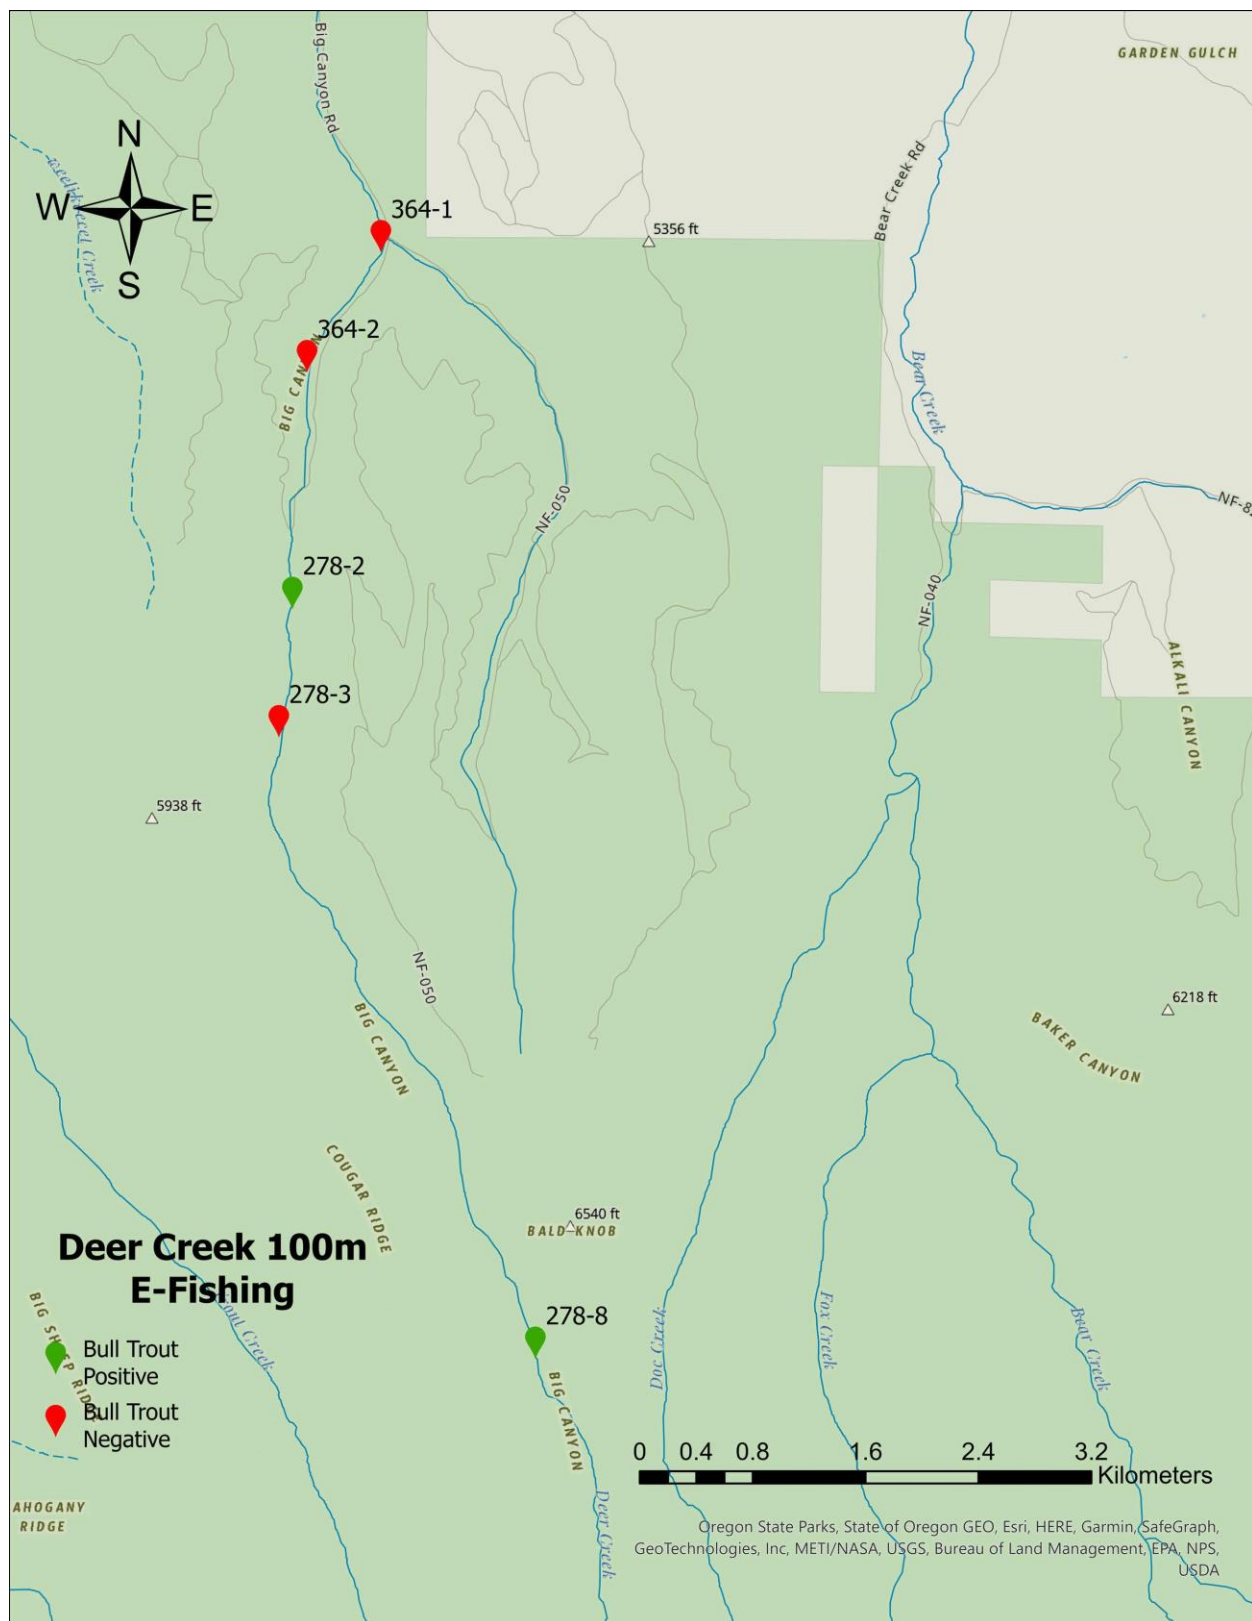 GARDEN GULCH
Big Canyon Rd
N
W
E
S
364-1
Bear Creek Rd
5356 ft
364-2
BIG CANYON
Bear Creek
NF-050
NF-8
278-2
NF-040
278-3
ALKALI CANYON
5938 ft
NF-050
6218 ft
BIG CANYON
BAKER CANYON
COUGAR RIDGE
6540 ft
BALD KNOB
Deer Creek 100m
E-Fishing
BIG SHEEP RIDGE
Creek
278-8
Doc Creek
Fox Creek
Bear Creek
Bull Trout
Positive
Bull Trout
Negative
BIG CANYON
0 0.4 0.8 1.6 2.4 3.2
Kilometers
Deer Creek
AHOGANY
RIDGE
Oregon State Parks, State of Oregon GEO, Esri, HERE, Garmin, SafeGraph,
GeoTechnologies, Inc, METI/NASA, USGS, Bureau of Land Management, EPA, NPS,
USDA